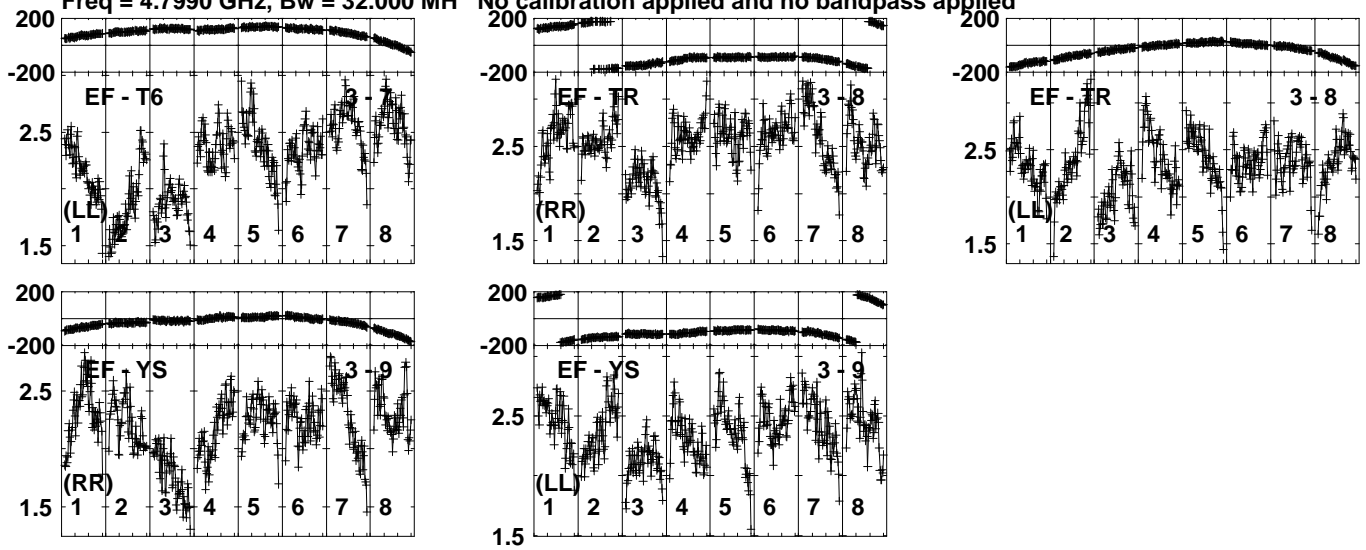 Freq = 4.7990 GHz, Bw = 32.000 MH No calibration applied and no bandpass applied
200
-200
EF - T6 3 - 7
2.5
(LL)
1 2 3 4 5 6 7 8
1.5
200
-200
EF - TR 3 - 8
2.5
(RR)
1 2 3 4 5 6 7 8
1.5
200
-200
EF - TR 3 - 8
2.5
(LL)
1 2 3 4 5 6 7 8
1.5
200
-200
EF - YS 3 - 9
2.5
(RR)
1 2 3 4 5 6 7 8
1.5
200
-200
EF - YS 3 - 9
2.5
(LL)
1 2 3 4 5 6 7 8
1.5